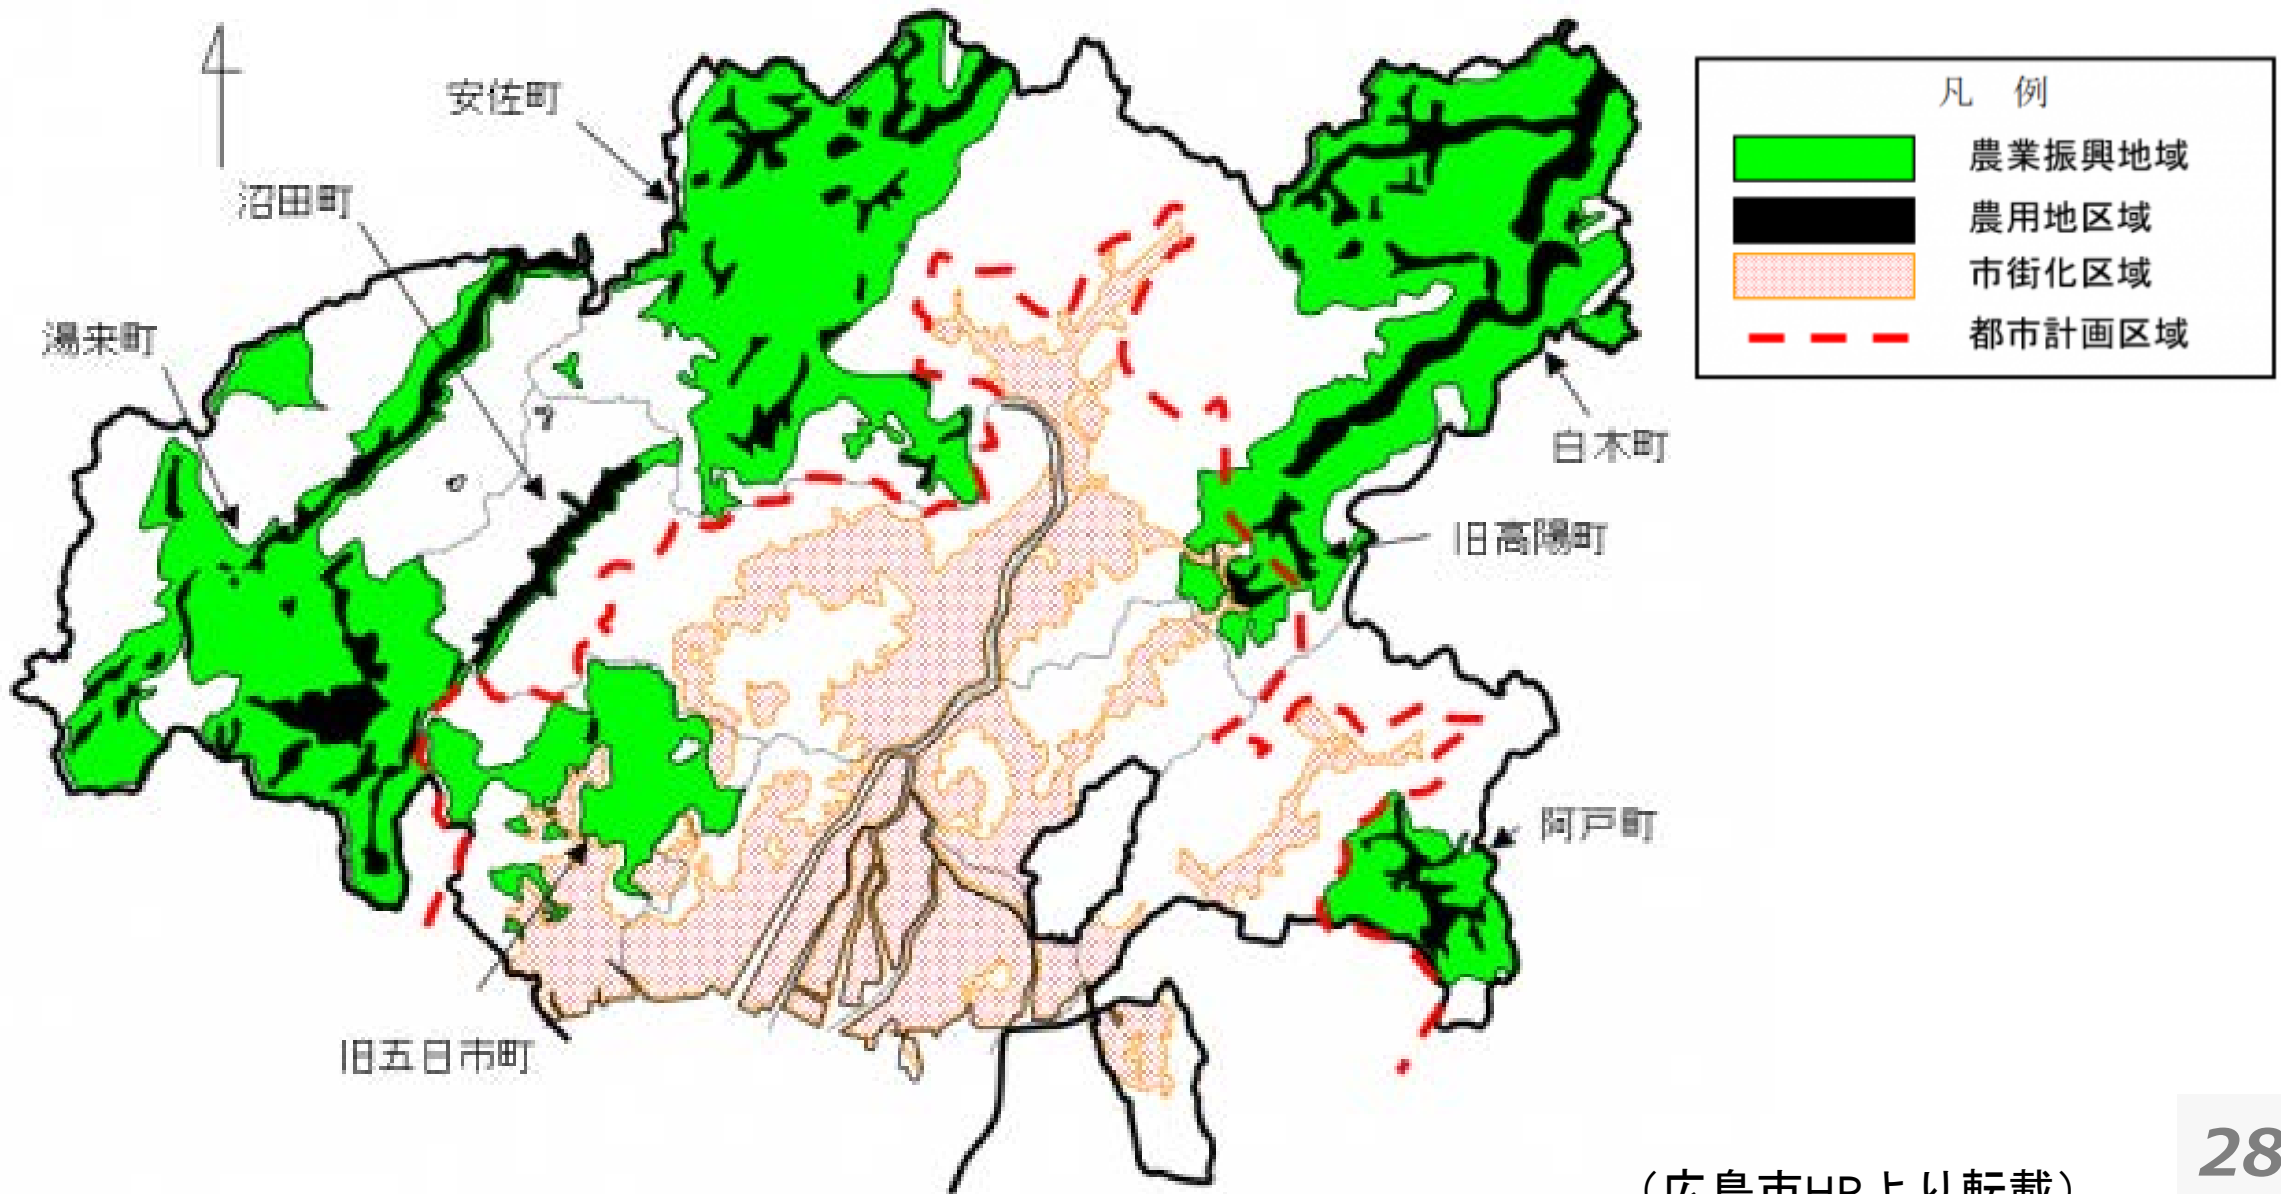 安佐町
沼田町
湯来町
凡 例
農業振興地域
農用地区域
市街化区域
都市計画区域
白木町
旧高陽町
阿戸町
旧五日市町
（広島市HPより転載）
28